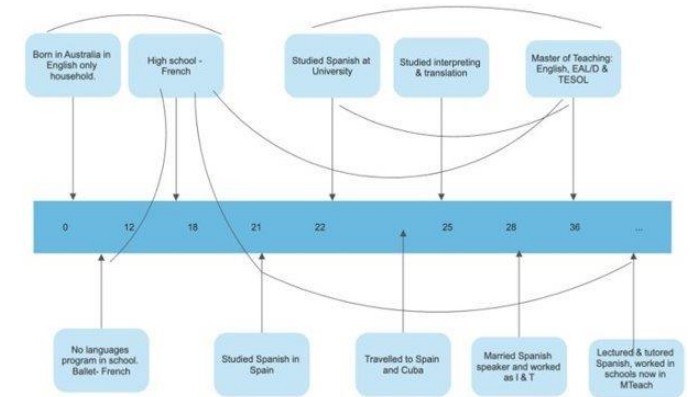 Born in Australia in
English only
household.
High school -
French
Studied Spanish at
University
Studied interpreting
& translation
Master of Teaching:
English, EAL/D &
TESOL
0 12 18 21 22 25 28 36 ...
No languages
program in school.
Ballet- French
Studied Spanish in
Spain
Travelled to Spain
and Cuba
Married Spanish
speaker and worked
as I & T
Lectured & tutored
Spanish, worked in
schools now in
MTeach